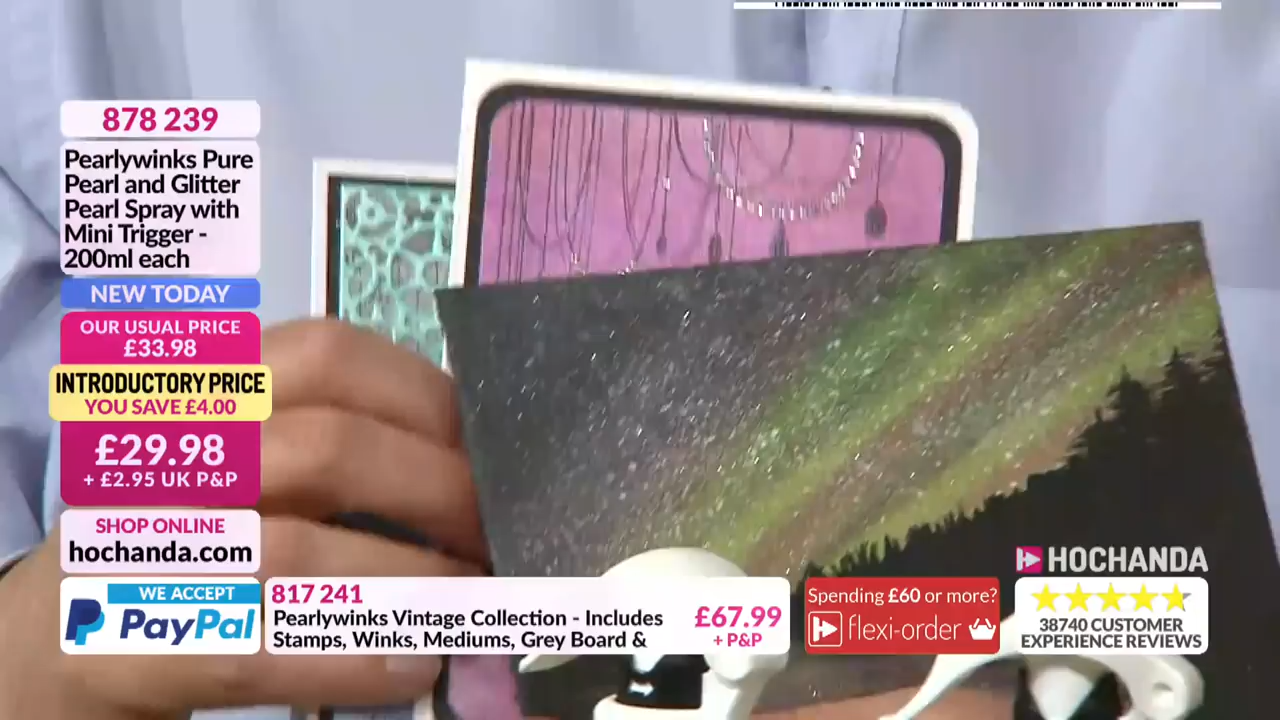 878 239
Pearlywinks Pure
Pearl and Glitter
Pearl Spray with
Mini Trigger -
200ml each
NEW TODAY
OUR USUAL PRICE
£33.98
INTRODUCTORY PRICE
YOU SAVE £4.00
£29.98
+ £2.95 UK P&P
SHOP ONLINE
hochanda.com
WE ACCEPT
PayPal
817 241
Pearlywinks Vintage Collection - Includes
Stamps, Winks, Mediums, Grey Board &
£67.99
+ P&P
Spending £60 or more?
flexi-order
HOCHANDA
38740 CUSTOMER
EXPERIENCE REVIEWS